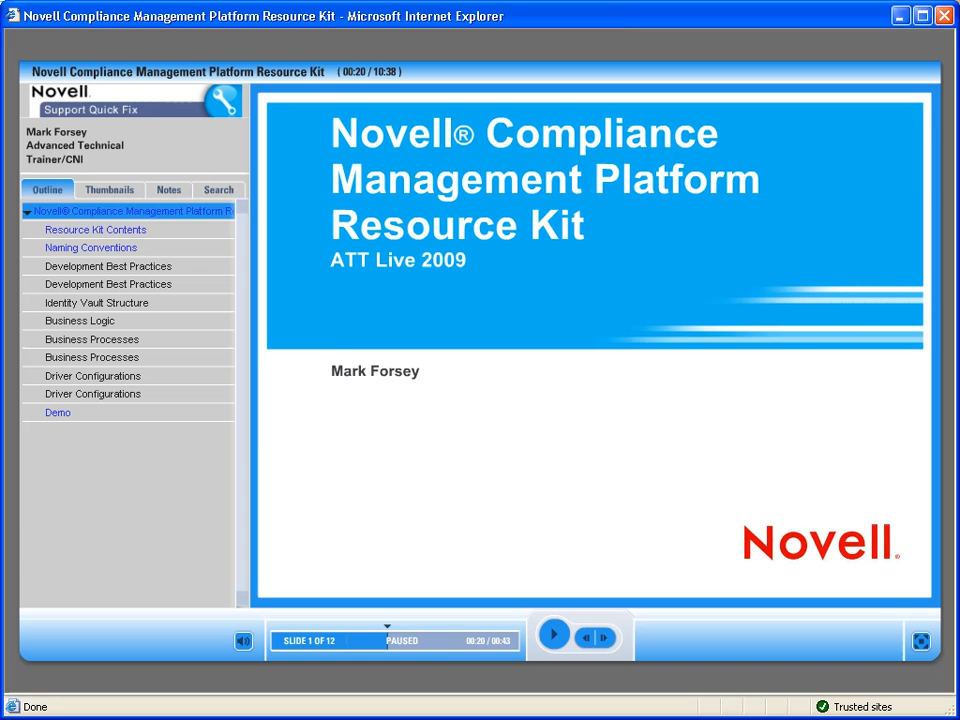 Novell Compliance Management Platform Resource Kit - Microsoft Internet Explorer
Novell Compliance Management Platform Resource Kit ( 00:20 / 10:38 )
Novell.
Support Quick Fix
Mark Forsey
Advanced Technical
Trainer/CNI
Outline Thumbnails Notes Search
Novell® Compliance Management Platform R
Resource Kit Contents
Naming Conventions
Development Best Practices
Development Best Practices
Identity Vault Structure
Business Logic
Business Processes
Business Processes
Driver Configurations
Driver Configurations
Demo
Novell® Compliance
Management Platform
Resource Kit
ATT Live 2009
Mark Forsey
Novell®
SLIDE 1 OF 12 PAUSED 00:20 / 00:43
Done Trusted sites